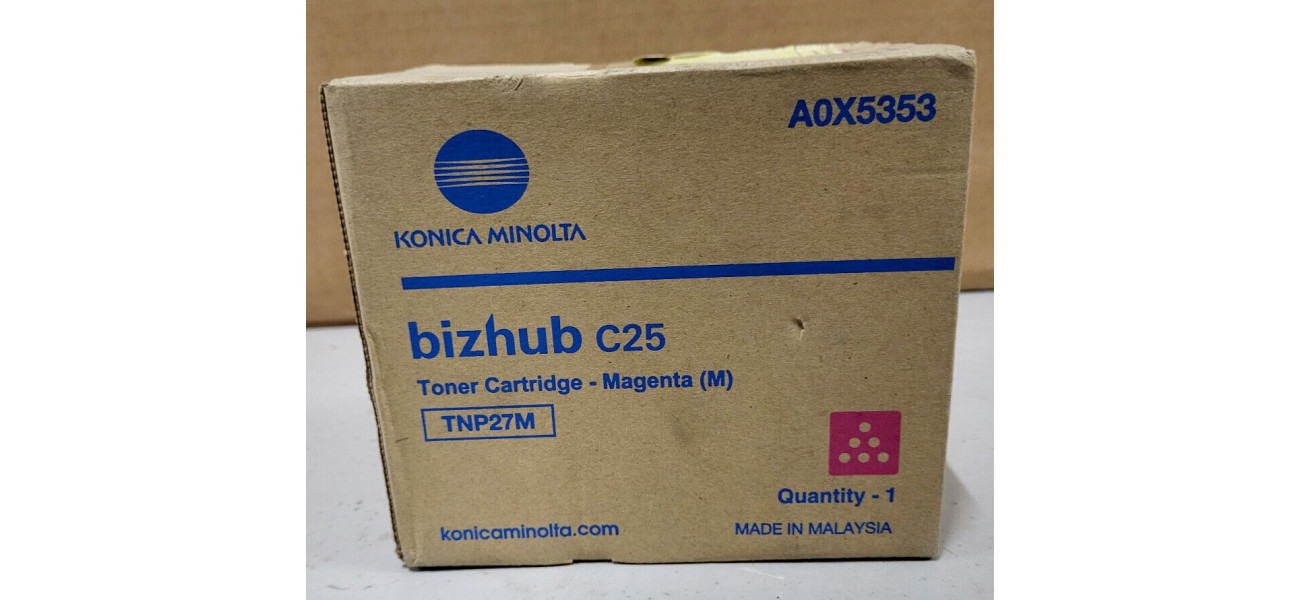 A0X5353
KONICA MINOLTA
bizhub C25
Toner Cartridge - Magenta (M)
TNP27M
Quantity - 1
konicaminolta.com
MADE IN MALAYSIA